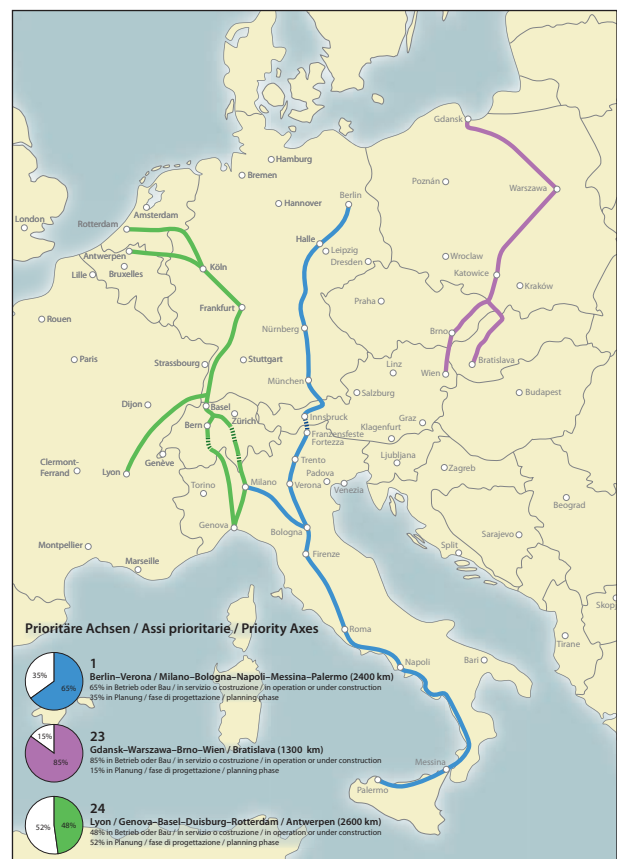 Gdansk
Hamburg
Bremen
Poznán
Warszawa
Berlin
Hannover
Amsterdam
London
Rotterdam
Halle
Leipzig
Antwerpen
Wroclaw
Dresden
Köln
Lille
Bruxelles
Katowice
Kraków
Praha
Frankfurt
Rouen
Nürnberg
Brno
Paris
Strassbourg
Stuttgart
Linz
Bratislava
Wien
München
Salzburg
Budapest
Dijon
Basel
Zürich
Innsbruck
Graz
Bern
Klagenfurt
Franzensfeste
Fortezza
Ljubljana
Genève
Trento
Clermont-
Ferrand
Lyon
Padova
Zagreb
Torino
Milano
Verona
Venezia
Beograd
Genova
Bologna
Sarajevo
Montpellier
Firenze
Split
Marseille
Skopj
Prioritäre Achsen / Assi prioritarie / Priority Axes
Roma
Tirane
Napoli
Bari
1
35%
65%
Berlin–Verona / Milano–Bologna–Napoli–Messina–Palermo (2400 km)
65% in Betrieb oder Bau / in servizio o costruzione / in operation or under construction
35% in Planung / fase di progettazione / planning phase
23
15%
85%
Gdansk–Warszawa–Brno–Wien / Bratislava (1300 km)
85% in Betrieb oder Bau / in servizio o costruzione / in operation or under construction
15% in Planung / fase di progettazione / planning phase
Messina
Palermo
24
52%
48%
Lyon / Genova–Basel–Duisburg–Rotterdam / Antwerpen (2600 km)
48% in Betrieb oder Bau / in servizio o costruzione / in operation or under construction
52% in Planung / fase di progettazione / planning phase